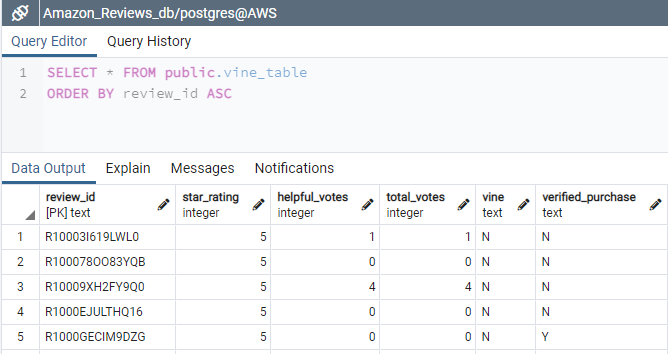 Amazon_Reviews_db/postgres@AWS
Query Editor Query History
1 SELECT * FROM public.vine_table
2 ORDER BY review_id ASC
Data Output Explain Messages Notifications
review_id star_rating helpful_votes total_votes vine verified_purchase
[PK] text integer integer integer text text
1 R10003I619LWL0 5 1 1 N N
2 R100078OO83YQB 5 0 0 N N
3 R10009XH2FY9Q0 5 4 4 N N
4 R1000EJULTHQ16 5 0 0 N N
5 R1000GECIM9DZG 5 0 0 N Y